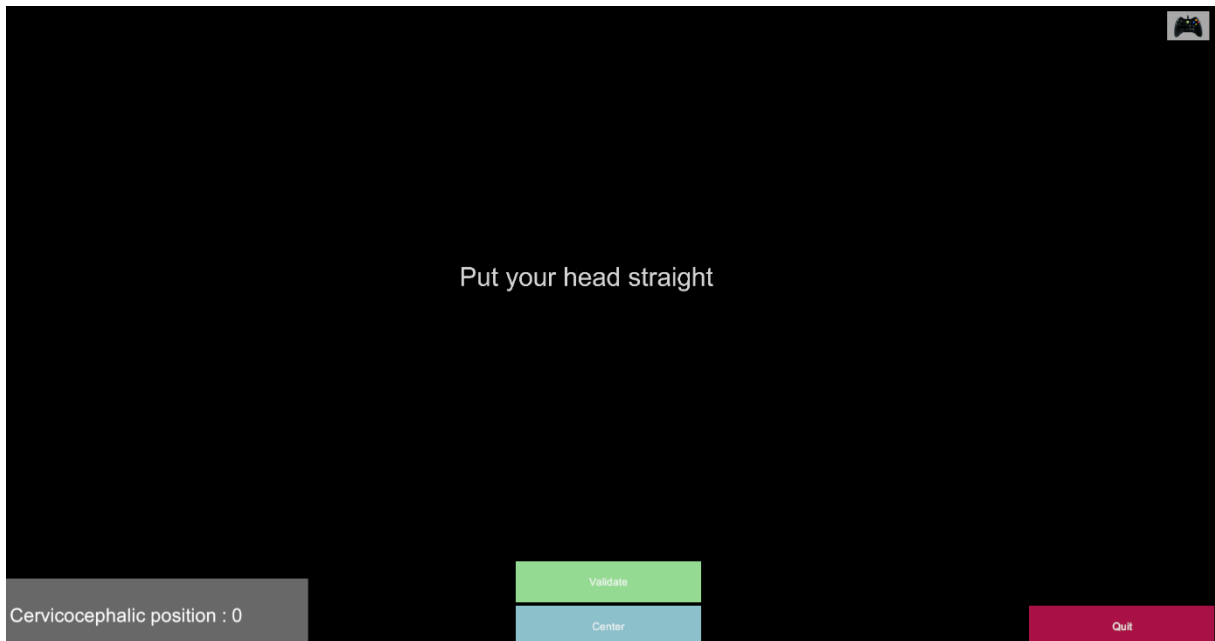 Put your head straight
Validate
Cervicocephalic position : 0
Center
Quit